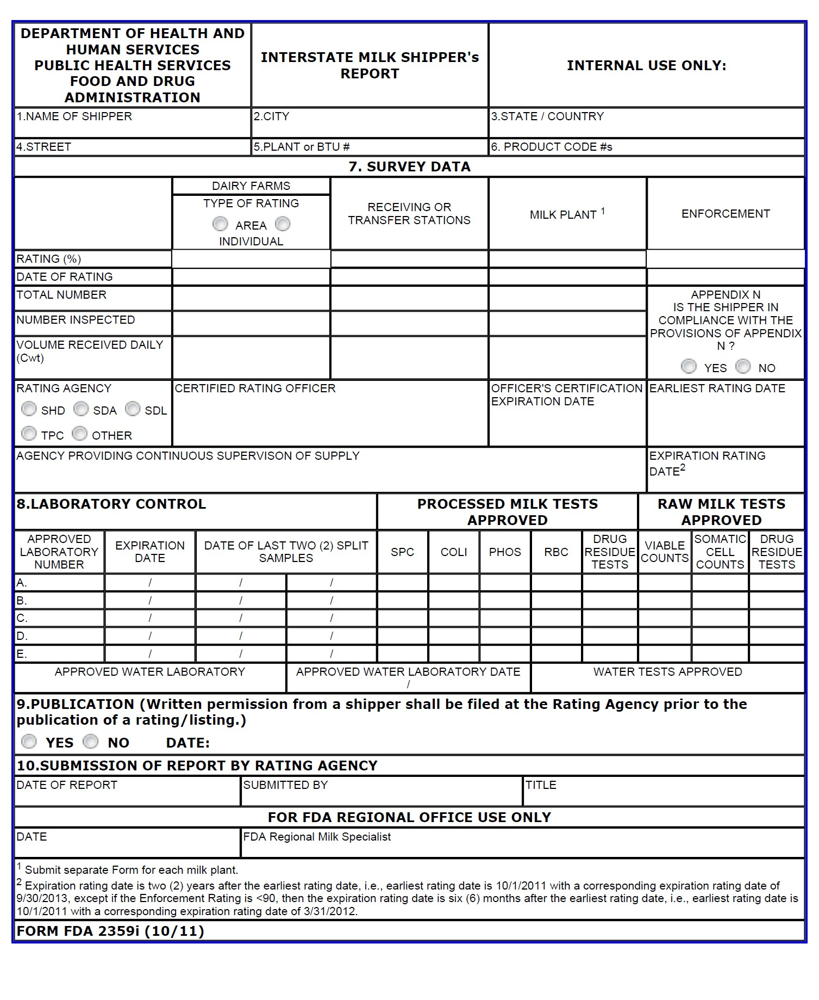 DEPARTMENT OF HEALTH AND
HUMAN SERVICES
PUBLIC HEALTH SERVICES
FOOD AND DRUG
ADMINISTRATION
INTERSTATE MILK SHIPPER's
REPORT
INTERNAL USE ONLY:
1.NAME OF SHIPPER
2.CITY
3.STATE / COUNTRY
4.STREET
5.PLANT or BTU #
6. PRODUCT CODE #s
7. SURVEY DATA
DAIRY FARMS
TYPE OF RATING
AREA
INDIVIDUAL
RECEIVING OR
TRANSFER STATIONS
MILK PLANT 1
ENFORCEMENT
RATING (%)
DATE OF RATING
TOTAL NUMBER
NUMBER INSPECTED
VOLUME RECEIVED DAILY
(Cwt)
APPENDIX N
IS THE SHIPPER IN
COMPLIANCE WITH THE
PROVISIONS OF APPENDIX
N ?
YES NO
RATING AGENCY
SHD SDA SDL
TPC OTHER
CERTIFIED RATING OFFICER
OFFICER'S CERTIFICATION
EXPIRATION DATE
EARLIEST RATING DATE
AGENCY PROVIDING CONTINUOUS SUPERVISON OF SUPPLY
EXPIRATION RATING
DATE2
8.LABORATORY CONTROL
PROCESSED MILK TESTS
APPROVED
RAW MILK TESTS
APPROVED
APPROVED
LABORATORY
NUMBER
EXPIRATION
DATE
DATE OF LAST TWO (2) SPLIT
SAMPLES
SPC
COLI
PHOS
RBC
DRUG
RESIDUE
TESTS
VIABLE
COUNTS
SOMATIC
CELL
COUNTS
DRUG
RESIDUE
TESTS
A. / / /
B. / / /
C. / / /
D. / / /
E. / / /
APPROVED WATER LABORATORY
APPROVED WATER LABORATORY DATE
/
WATER TESTS APPROVED
9.PUBLICATION (Written permission from a shipper shall be filed at the Rating Agency prior to the
publication of a rating/listing.)
YES NO DATE:
10.SUBMISSION OF REPORT BY RATING AGENCY
DATE OF REPORT
SUBMITTED BY
TITLE
FOR FDA REGIONAL OFFICE USE ONLY
DATE
FDA Regional Milk Specialist
1 Submit separate Form for each milk plant.
2 Expiration rating date is two (2) years after the earliest rating date, i.e., earliest rating date is 10/1/2011 with a corresponding expiration rating date of
9/30/2013, except if the Enforcement Rating is <90, then the expiration rating date is six (6) months after the earliest rating date, i.e., earliest rating date is
10/1/2011 with a corresponding expiration rating date of 3/31/2012.
FORM FDA 2359i (10/11)